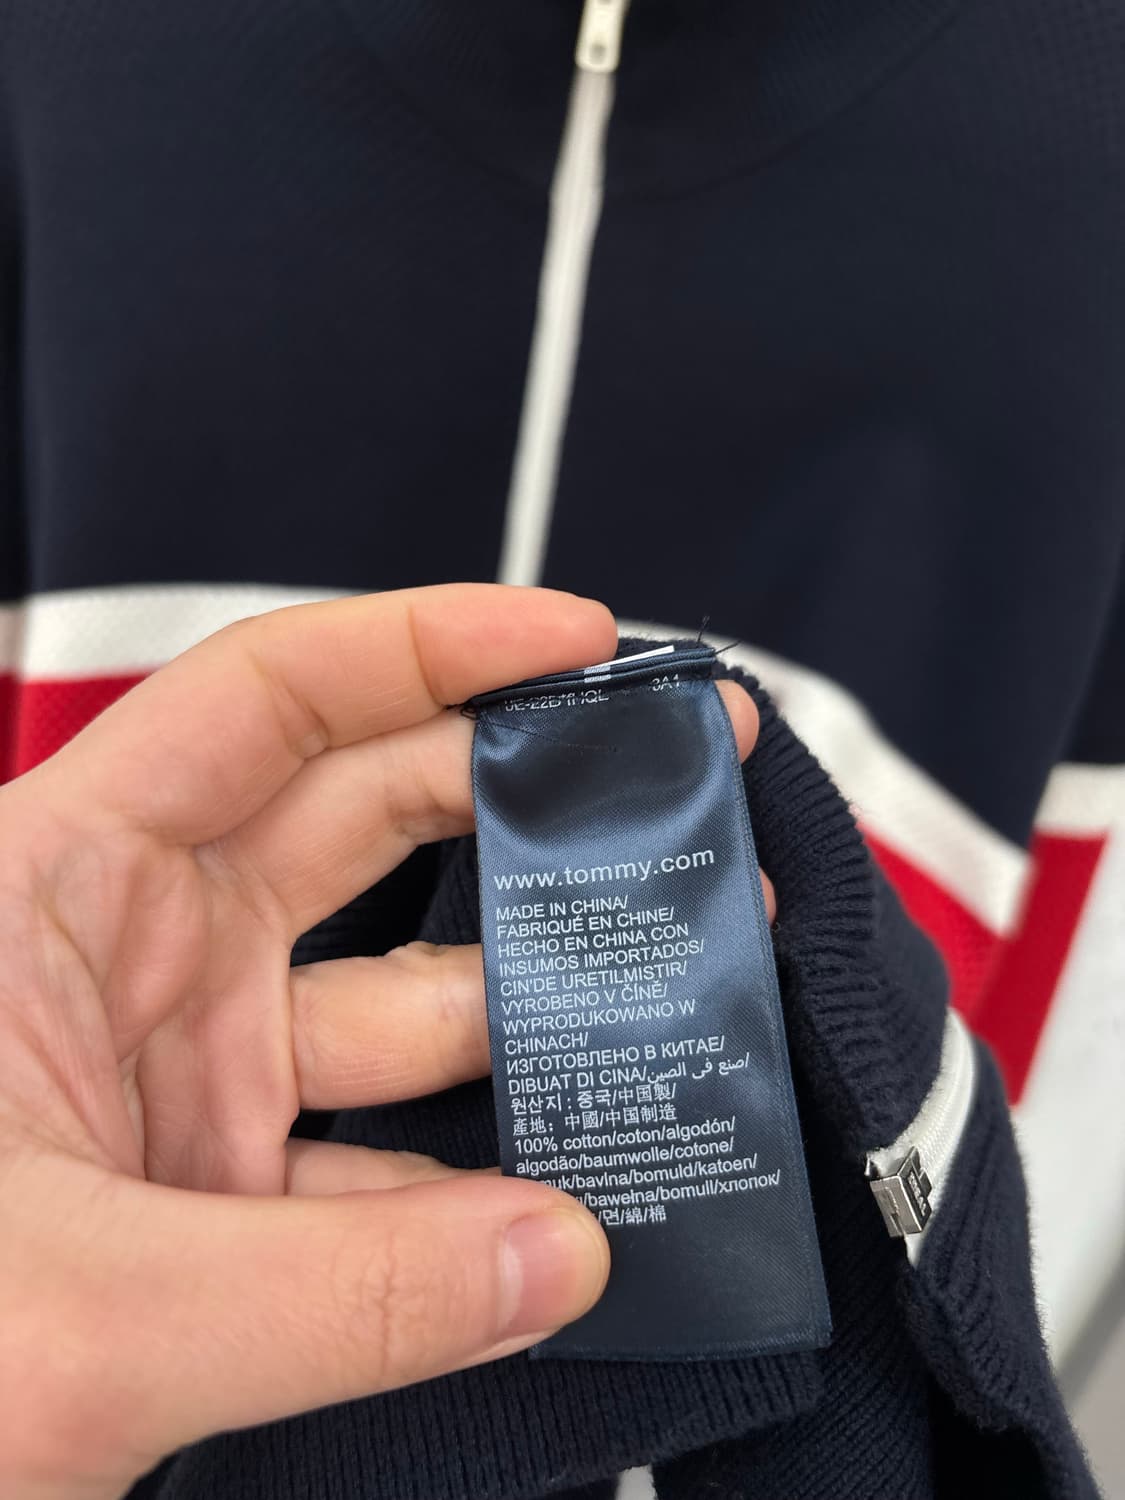 www.tommy.com
MADE IN CHINA/
FABRIQUÉ EN CHINE/
HECHO EN CHINA CON
INSUMOS IMPORTADOS/
CIN'DE URETILMISTIR/
VYROBENO V ČÍNĚ/
WYPRODUKOWANO W
CHINACH/
ИЗГОТОВЛЕНО В КИТАЕ/
DIBUAT DI CINA/صنع في الصين/
원산지 : 중국/中国製/
產地: 中國/中国制造
100% cotton/coton/algodón/
algodão/baumwolle/cotone/
/bavlna/bomuld/katoen/
/bawełna/bomull/хлопок/
/면/綿/棉